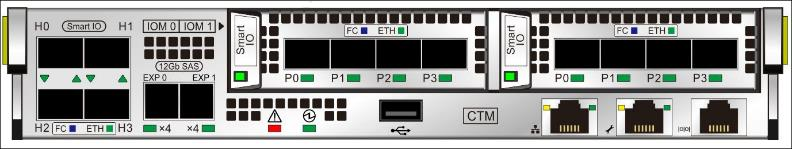 H0 Smart IO H1
IOM 0 IOM 1
12Gb SAS
EXP 0 EXP 1
H2 FC ETH H3
×4 ×4
Smart IO
FC ETH
P0 P1 P2 P3
Smart IO
FC ETH
P0 P1 P2 P3
CTM
|O|O|